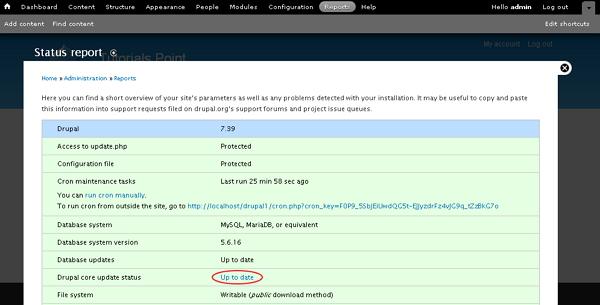 Dashboard Content Structure Appearance People Modules Configuration Reports Help Hello admin Log out
Add content Find content Edit shortcuts
My account Log out
Status report
Tutorials Point
Home » Administration » Reports
Here you can find a short overview of your site's parameters as well as any problems detected with your installation. It may be useful to copy and paste
this information into support requests filed on drupal.org's support forums and project issue queues.
Drupal 7.39
Access to update.php Protected
Configuration file Protected
Cron maintenance tasks Last run 25 min 58 sec ago
You can run cron manually.
To run cron from outside the site, go to http://localhost/drupal1/cron.php?cron_key=
Database system MySQL, MariaDB, or equivalent
Database system version 5.6.16
Database updates Up to date
Drupal core update status Up to date
File system Writable (public download method)